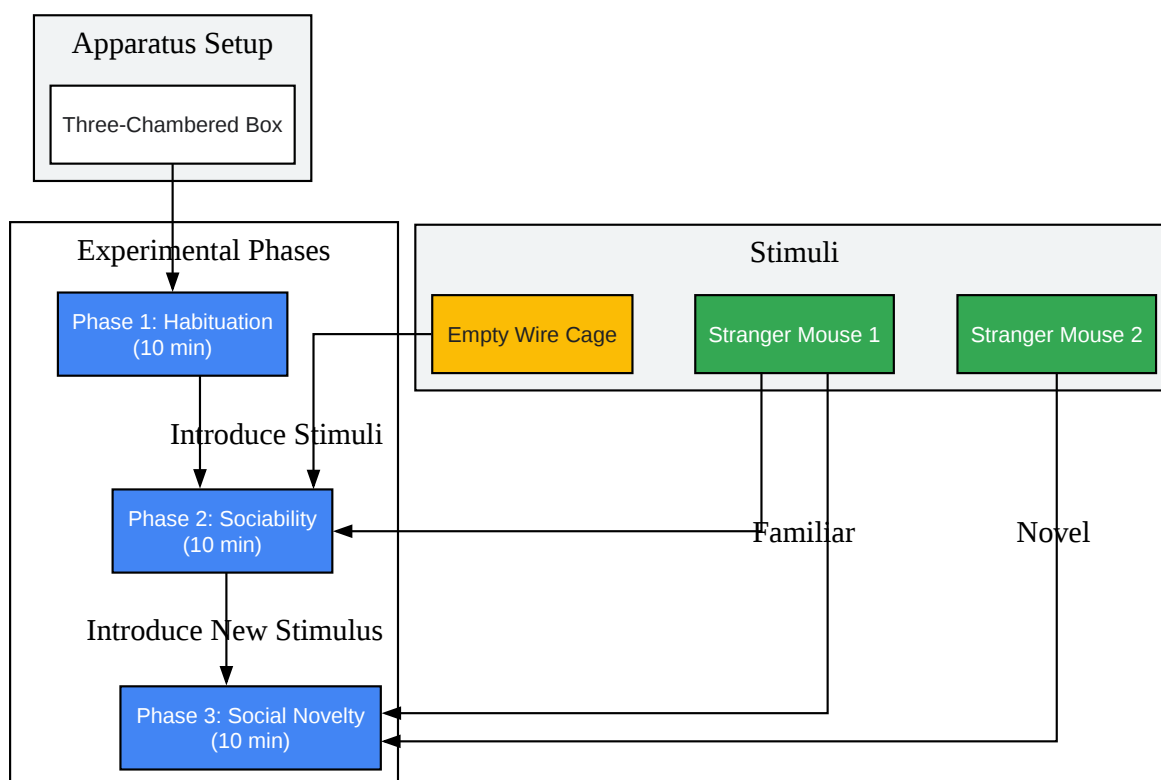 Apparatus Setup
Three-Chambered Box
Experimental Phases
Stimuli
Phase 1: Habituation
(10 min)
Empty Wire Cage
Stranger Mouse 1
Stranger Mouse 2
Introduce Stimuli
Phase 2: Sociability
(10 min)
Familiar
Novel
Introduce New Stimulus
Phase 3: Social Novelty
(10 min)